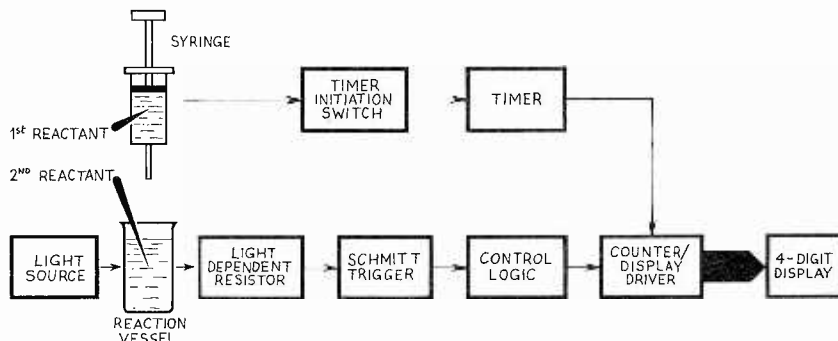 SYRINGE
1st REACTANT
2ND REACTANT
TIMER
INITIATION
SWITCH
TIMER
LIGHT
SOURCE
REACTION
VESSEL
LIGHT
DEPENDENT
RESISTOR
SCHMITT
TRIGGER
CONTROL
LOGIC
COUNTER/
DISPLAY
DRIVER
4-DIGIT
DISPLAY